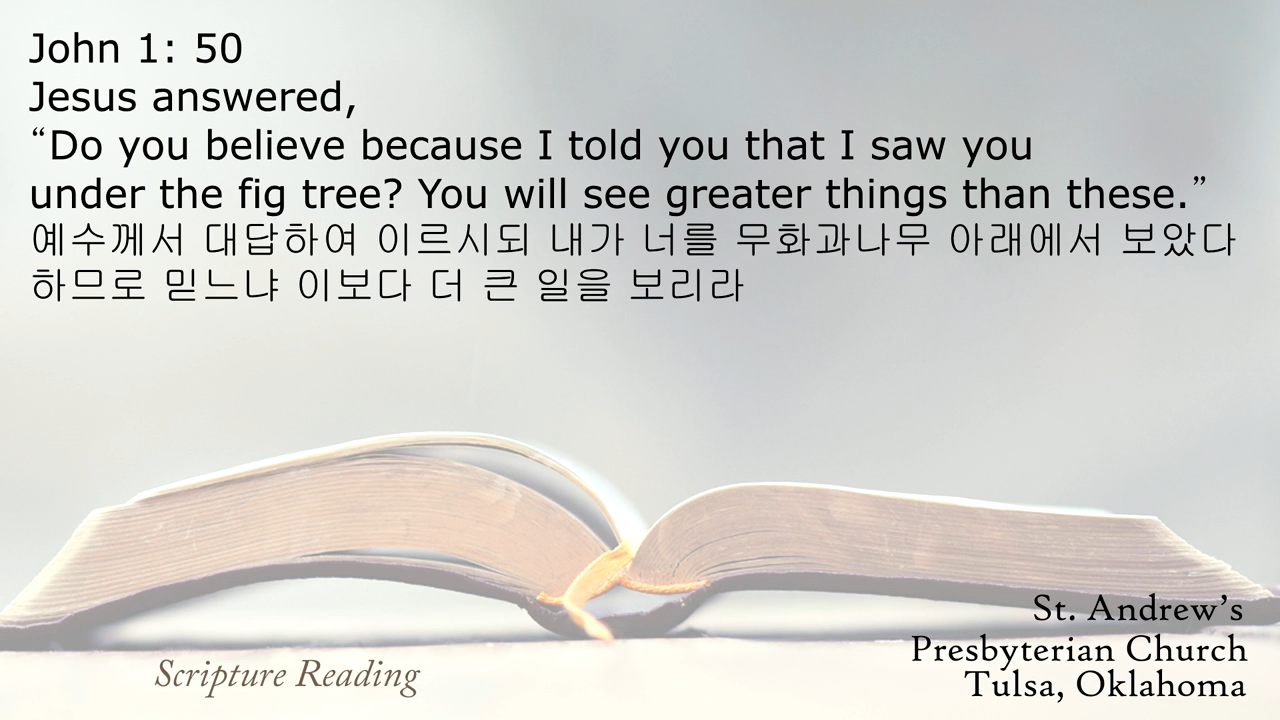 John 1: 50
Jesus answered,
“Do you believe because I told you that I saw you
under the fig tree? You will see greater things than these.”
예수께서 대답하여 이르시되 내가 너를 무화과나무 아래에서 보았다
하므로 믿느냐 이보다 더 큰 일을 보리라
Scripture Reading
St. Andrew’s
Presbyterian Church
Tulsa, Oklahoma